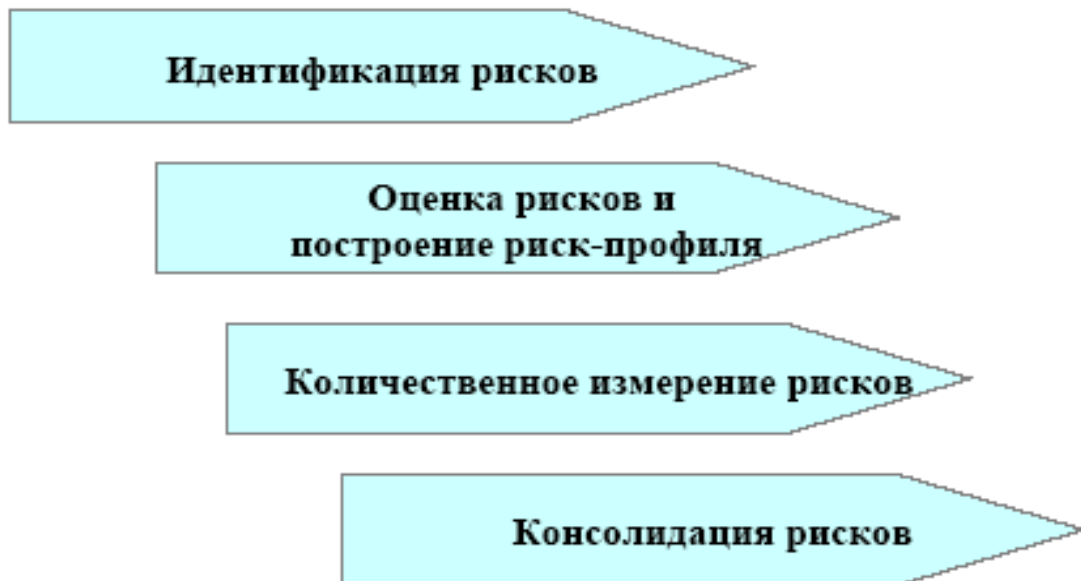 Идентификация рисков
Оценка рисков и
построение риск-профиля
Количественное измерение рисков
Консолидация рисков